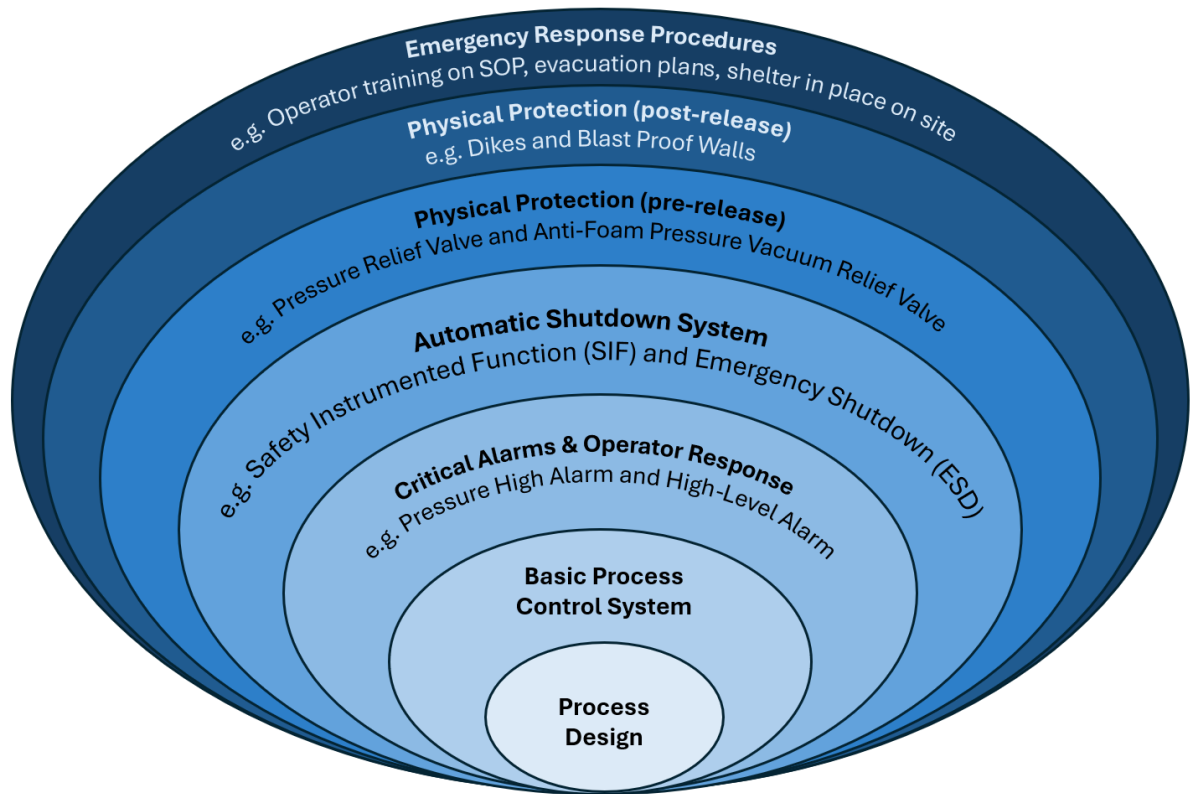 Emergency Response Procedures
e.g. Operator training on SOP, evacuation plans, shelter in place on site
Physical Protection (post-release)
e.g. Dikes and Blast Proof Walls
Physical Protection (pre-release)
e.g. Pressure Relief Valve and Anti-Foam Pressure Vacuum Relief Valve
Automatic Shutdown System
e.g. Safety Instrumented Function (SIF) and Emergency Shutdown (ESD)
Critical Alarms & Operator Response
e.g. Pressure High Alarm and High-Level Alarm
Basic Process
Control System
Process
Design